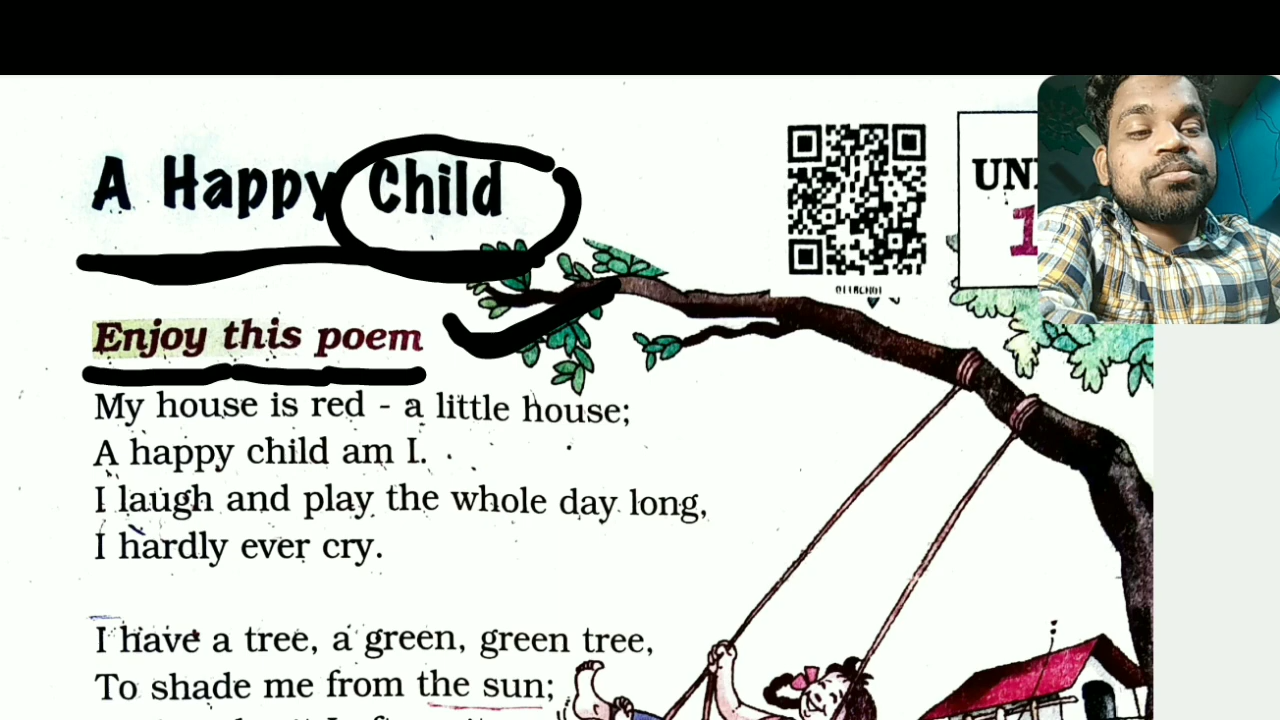 A Happy Child
UN
1
Enjoy this poem
My house is red - a little house;
A happy child am I.
I laugh and play the whole day long,
I hardly ever cry.
I have a tree, a green, green tree,
To shade me from the sun;